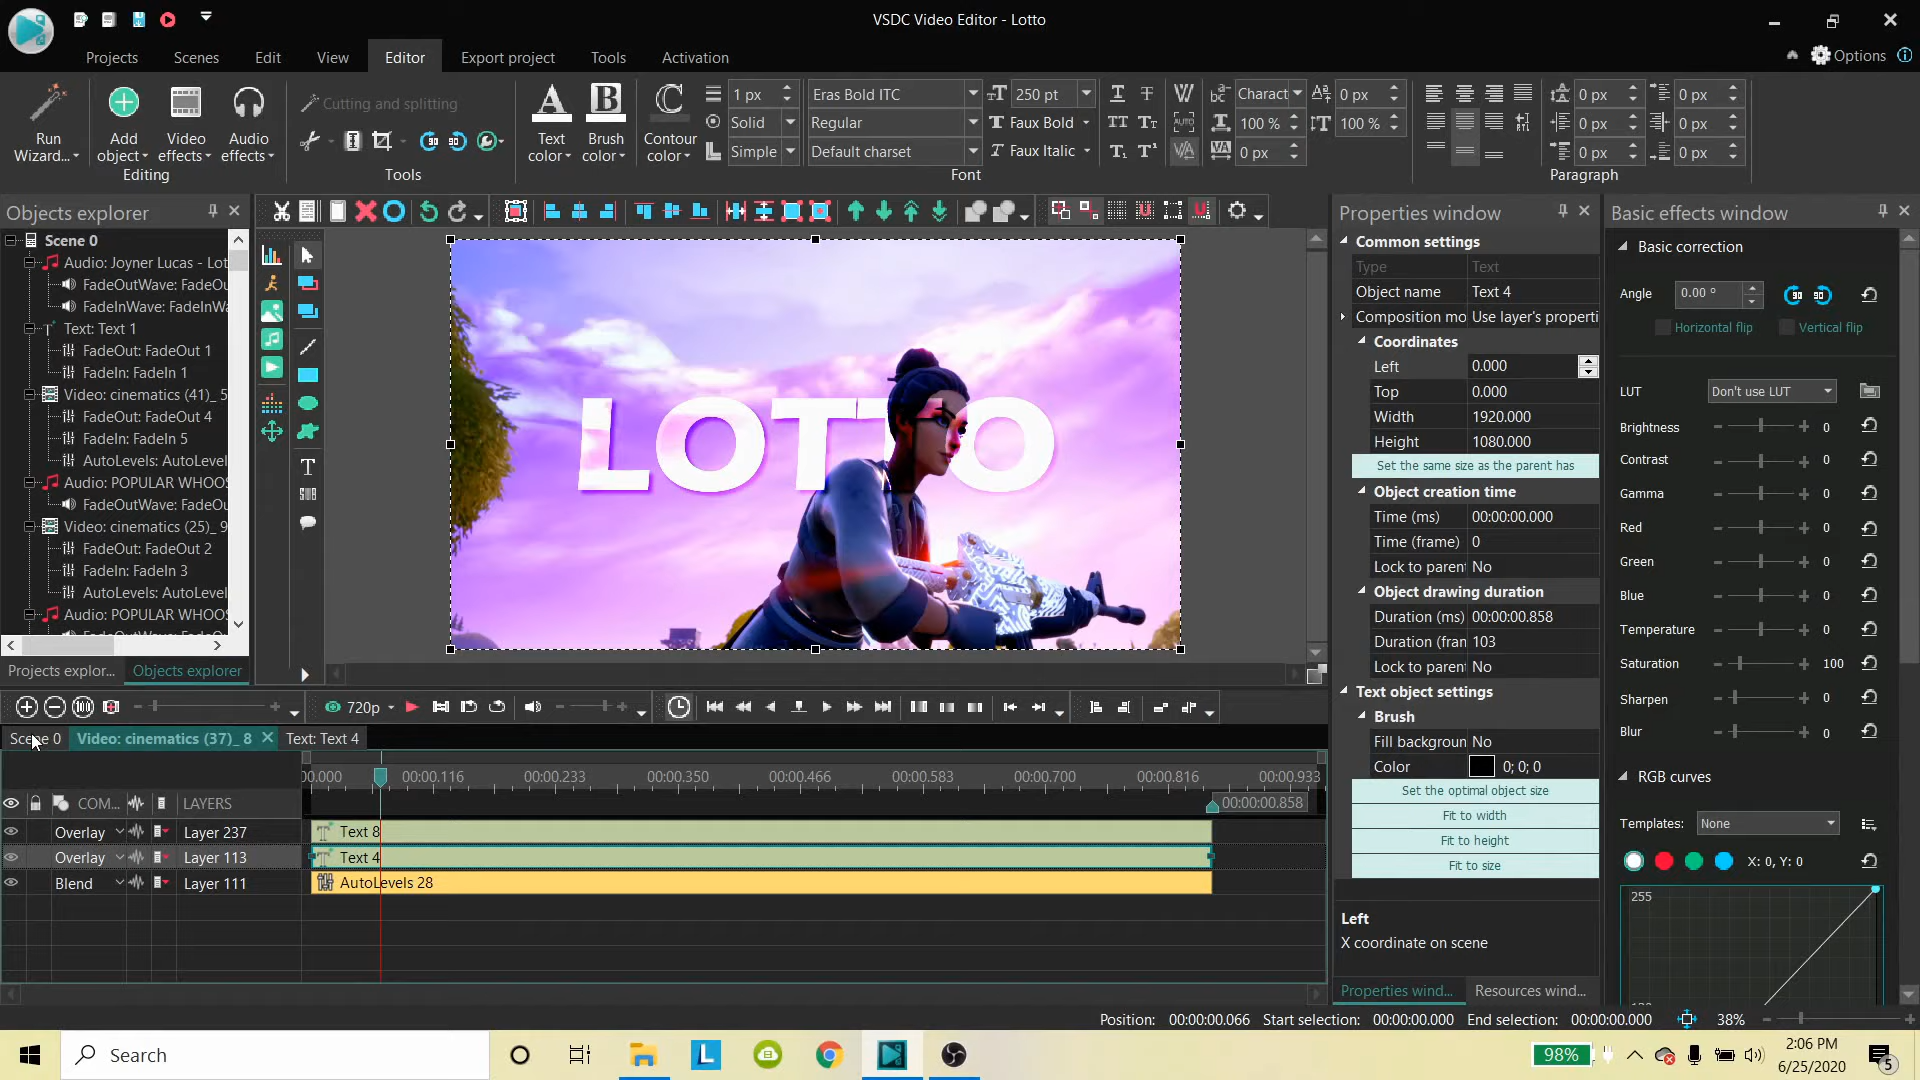 VSDC Video Editor - Lotto
Projects
Scenes
Edit
View
Editor
Export project
Tools
Activation
Options
Run Wizard...
Add object
Video effects
Audio effects
Editing
Cutting and splitting
Tools
Text color
Brush color
Contour color
1 px
Solid
Simple
Eras Bold ITC
250 pt
Regular
Faux Bold
Default charset
Faux Italic
Charact
0 px
100 %
100 %
0 px
Font
0 px
0 px
0 px
0 px
0 px
0 px
Paragraph
Objects explorer
Scene 0
Audio: Joyner Lucas - Lot
FadeOutWave: FadeOu
FadeInWave: FadeInWa
Text: Text 1
FadeOut: FadeOut 1
FadeIn: FadeIn 1
Video: cinematics (41)_ 5
FadeOut: FadeOut 4
FadeIn: FadeIn 5
AutoLevels: AutoLevel
Audio: POPULAR WHOOS
FadeOutWave: FadeOu
Video: cinematics (25)_ 9
FadeOut: FadeOut 2
FadeIn: FadeIn 3
AutoLevels: AutoLevel
Audio: POPULAR WHOOS
Projects explor...
Objects explorer
LOTTO
Properties window
Common settings
Type Text
Object name Text 4
Composition mo Use layer's properti
Coordinates
Left 0.000
Top 0.000
Width 1920.000
Height 1080.000
Set the same size as the parent has
Object creation time
Time (ms) 00:00:00.000
Time (frame) 0
Lock to parent No
Object drawing duration
Duration (ms) 00:00:00.858
Duration (fram 103
Lock to parent No
Text object settings
Brush
Fill backgroun No
Color 0; 0; 0
Set the optimal object size
Fit to width
Fit to height
Fit to size
Left
X coordinate on scene
Properties wind...
Resources wind...
Basic effects window
Basic correction
Angle 0.00 °
Horizontal flip
Vertical flip
LUT Don't use LUT
Brightness 0
Contrast 0
Gamma 0
Red 0
Green 0
Blue 0
Temperature 0
Saturation 100
Sharpen 0
Blur 0
RGB curves
Templates: None
X: 0, Y: 0
255
720p
Scene 0
Video: cinematics (37)_ 8
Text: Text 4
00.000
00:00.116
00:00.233
00:00.350
00:00.466
00:00.583
00:00.700
00:00.816
00:00.933
00:00:00.858
COM...
LAYERS
Overlay
Layer 237
Text 8
Overlay
Layer 113
Text 4
Blend
Layer 111
AutoLevels 28
Position: 00:00:00.066
Start selection: 00:00:00.000
End selection: 00:00:00.000
38%
Search
98%
2:06 PM
6/25/2020
5